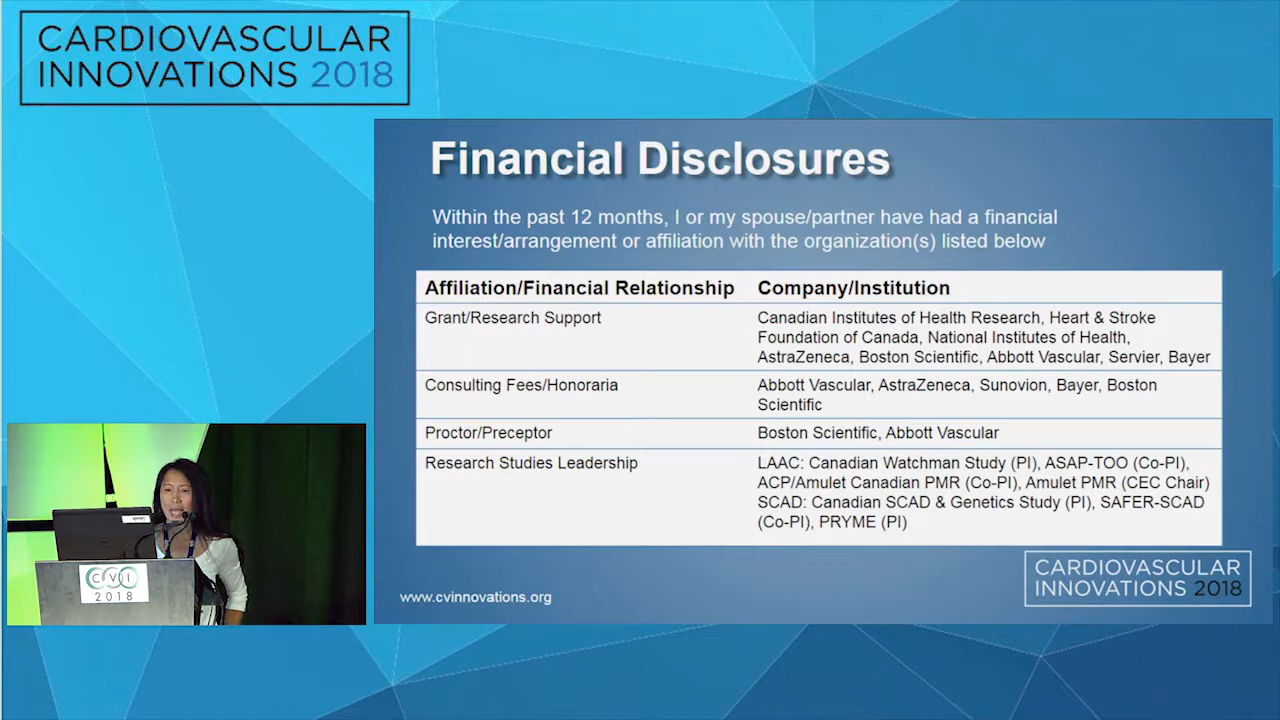 CARDIOVASCULAR
INNOVATIONS 2018
Financial Disclosures
Within the past 12 months, I or my spouse/partner have had a financial
interest/arrangement or affiliation with the organization(s) listed below
Affiliation/Financial Relationship
Company/Institution
Grant/Research Support
Canadian Institutes of Health Research, Heart & Stroke
Foundation of Canada, National Institutes of Health,
AstraZeneca, Boston Scientific, Abbott Vascular, Servier, Bayer
Consulting Fees/Honoraria
Abbott Vascular, AstraZeneca, Sunovion, Bayer, Boston
Scientific
Proctor/Preceptor
Boston Scientific, Abbott Vascular
Research Studies Leadership
LAAC: Canadian Watchman Study (PI), ASAP-TOO (Co-PI),
ACP/Amulet Canadian PMR (Co-PI), Amulet PMR (CEC Chair)
SCAD: Canadian SCAD & Genetics Study (PI), SAFER-SCAD
(Co-PI), PRYME (PI)
www.cvinnovations.org
CARDIOVASCULAR
INNOVATIONS 2018
CVI
2018